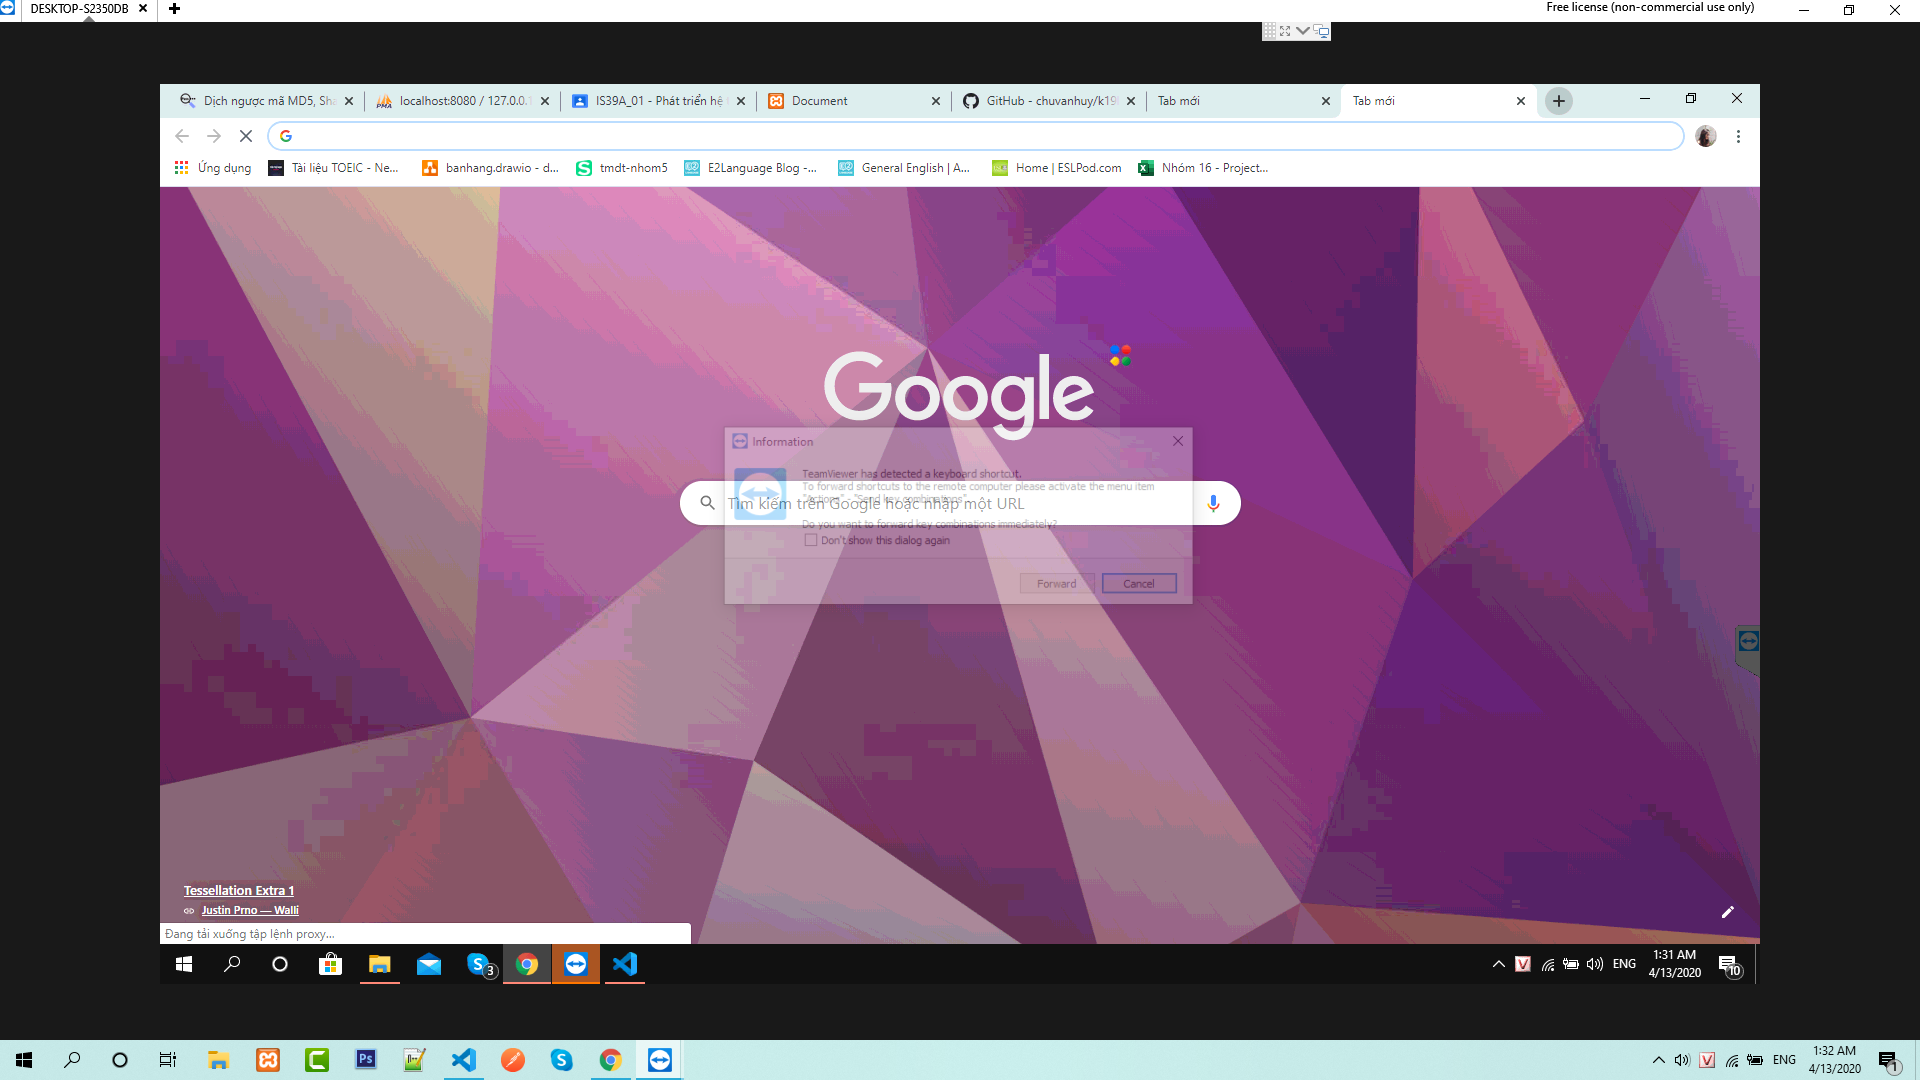 DESKTOP-S2350DB
Free license (non-commercial use only)
Dịch ngược mã MD5, Sha
localhost:8080 / 127.0.0.1
IS39A_01 - Phát triển hệ
Document
GitHub - chuvanhuy/k19
Tab mới
Tab mới
Ứng dụng
Tài liệu TOEIC - Ne...
banhang.drawio - d...
tmdt-nhom5
E2Language Blog -...
General English | A...
Home | ESLPod.com
Nhóm 16 - Project...
Google
Information
TeamViewer has detected a keyboard shortcut.
To forward shortcuts to the remote computer please activate the menu item
"Actions" - "Send key combinations".
Tìm kiếm trên Google hoặc nhập một URL
Do you want to forward key combinations immediately?
Don't show this dialog again
Forward
Cancel
Tessellation Extra 1
Justin Prno — Walli
Đang tải xuống tập lệnh proxy...
3
ENG
1:31 AM
4/13/2020
10
Ps
ENG
1:32 AM
4/13/2020
1